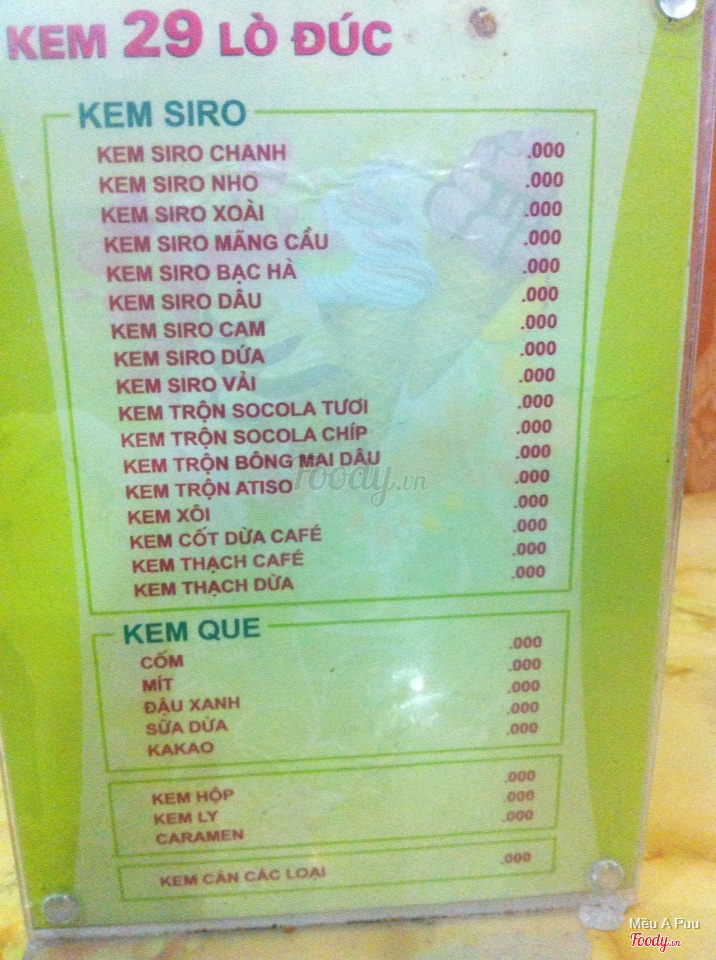 KEM 29 LÒ ĐÚC
KEM SIRO
KEM SIRO CHANH .000
KEM SIRO NHO .000
KEM SIRO XOÀI .000
KEM SIRO MÃNG CẦU .000
KEM SIRO BẠC HÀ .000
KEM SIRO DÂU .000
KEM SIRO CAM .000
KEM SIRO DỨA .000
KEM SIRO VẢI .000
KEM TRỘN SOCOLA TƯƠI .000
KEM TRỘN SOCOLA CHÍP .000
KEM TRỘN BÔNG MAI DÂU .000
KEM TRỘN ATISO .000
KEM XÔI .000
KEM CỐT DỪA CAFÉ .000
KEM THẠCH CAFÉ .000
KEM THẠCH DỪA .000
KEM QUE
CỐM .000
MÍT .000
ĐẬU XANH .000
SỮA DỪA .000
KAKAO .000
KEM HỘP .000
KEM LY .000
CARAMEN .000
KEM CÂN CÁC LOẠI .000
Foody.vn
Mều A Puu
Foody.vn